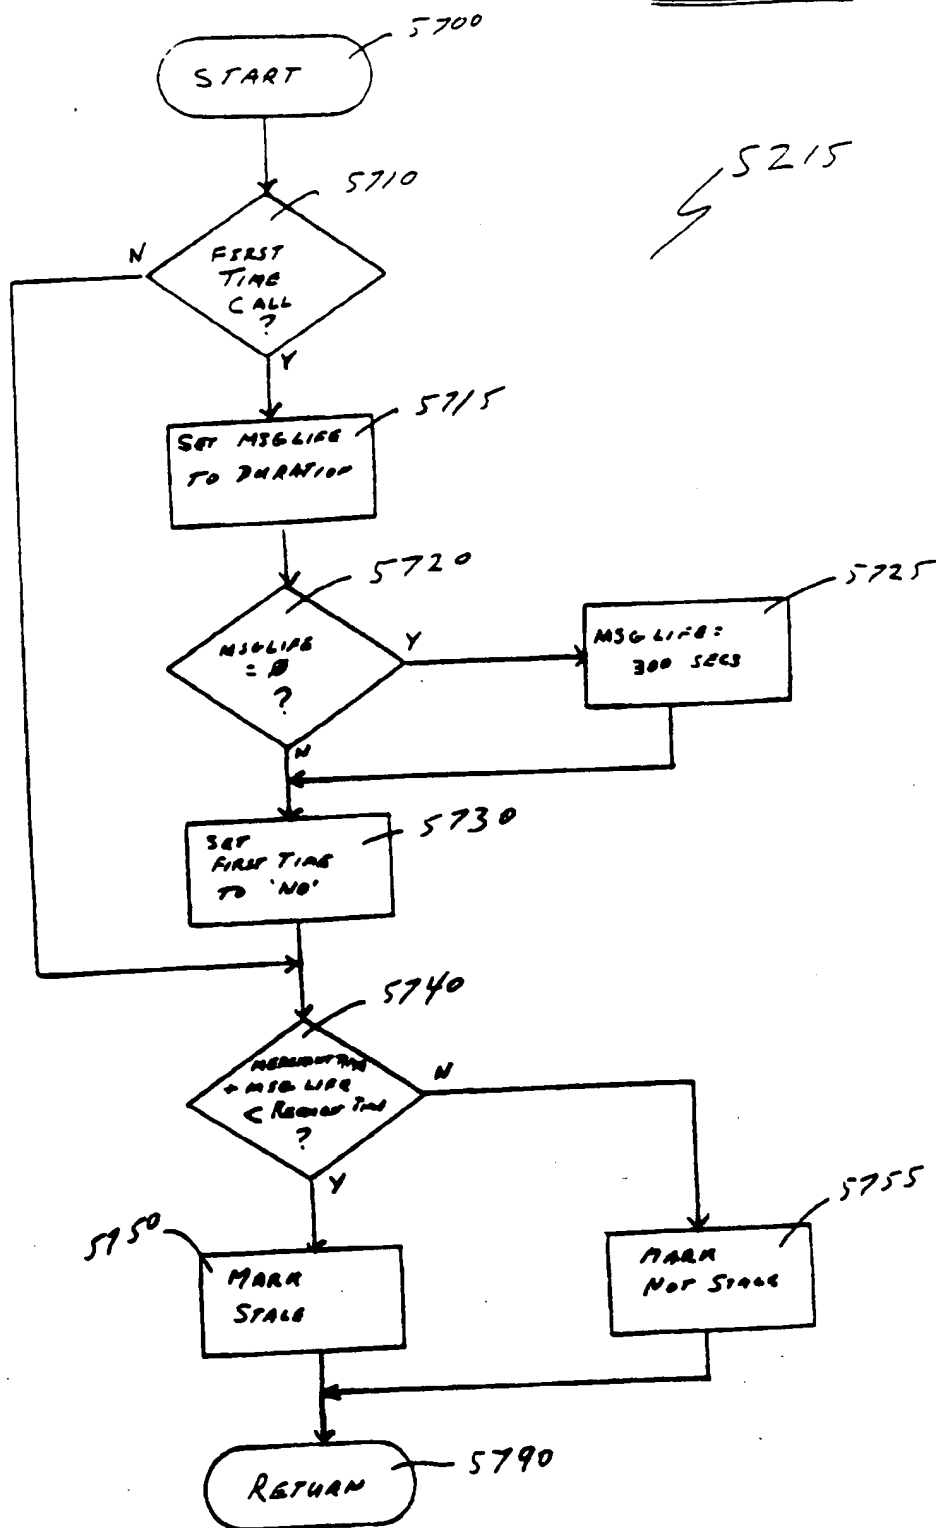 5700
START
5215
5710
N
FIRST
TIME
CALL
?
Y
5715
SET MSGLIFE
TO DURATION
5720
5725
MSGLIFE
= 0
?
Y
MSG LIFE =
300 SECS
N
5730
SET
FIRST TIME
TO 'NO'
5740
+ MSG LIFE
<
?
N
Y
5750
5755
MARK
STALE
MARK
NOT STALE
5790
RETURN